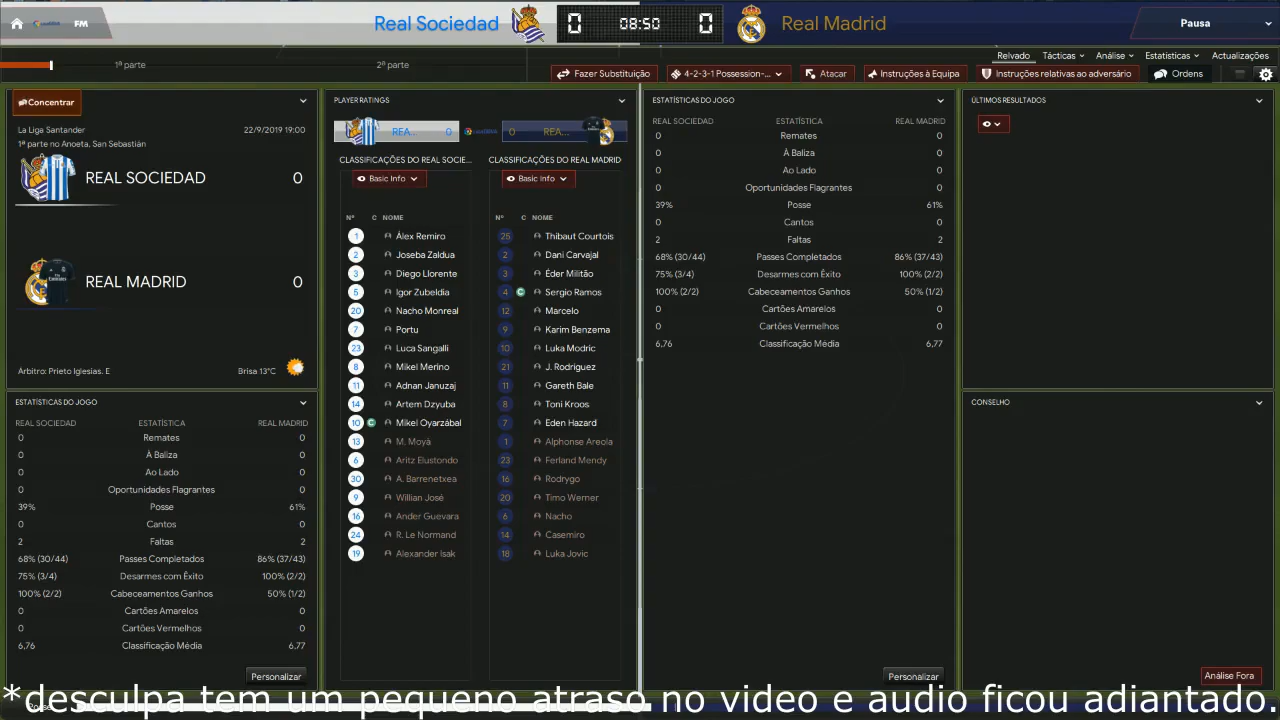 FM
Real Sociedad
0
08:50
0
Real Madrid
Pausa
1ª parte
2ª parte
Relvado
Tácticas
Análise
Estatísticas
Actualizações
Fazer Substituição
4-2-3-1 Possession-...
Atacar
Instruções à Equipa
Instruções relativas ao adversário
Ordens
Concentrar
La Liga Santander
22/9/2019 19:00
1ª parte no Anoeta, San Sebastián
REAL SOCIEDAD
0
REAL MADRID
0
Arbitro: Prieto Iglesias. E
Brisa 13°C
ESTATÍSTICAS DO JOGO
REAL SOCIEDAD ESTATÍSTICA REAL MADRID
0 Remates 0
0 À Baliza 0
0 Ao Lado 0
0 Oportunidades Flagrantes 0
39% Posse 61%
0 Cantos 0
2 Faltas 2
68% (30/44) Passes Completados 86% (37/43)
75% (3/4) Desarmes com Êxito 100% (2/2)
100% (2/2) Cabeceamentos Ganhos 50% (1/2)
0 Cartões Amarelos 0
0 Cartões Vermelhos 0
6,76 Classificação Média 6,77
Personalizar
PLAYER RATINGS
REA... 0
0 REA...
CLASSIFICAÇÕES DO REAL SOCIE...
Basic Info
Nº C NOME
1 Álex Remiro
2 Joseba Zaldua
3 Diego Llorente
5 Igor Zubeldia
20 Nacho Monreal
7 Portu
23 Luca Sangalli
8 Mikel Merino
11 Adnan Januzaj
14 Artem Dzyuba
10 C Mikel Oyarzábal
13 M. Moyà
6 Aritz Elustondo
30 A. Barrenetxea
9 Willian José
16 Ander Guevara
24 R. Le Normand
19 Alexander Isak
CLASSIFICAÇÕES DO REAL MADRID
Basic Info
Nº C NOME
25 Thibaut Courtois
2 Dani Carvajal
3 Éder Militão
4 C Sergio Ramos
12 Marcelo
9 Karim Benzema
10 Luka Modric
21 J. Rodriguez
11 Gareth Bale
8 Toni Kroos
7 Eden Hazard
1 Alphonse Areola
23 Ferland Mendy
16 Rodrygo
20 Timo Werner
6 Nacho
14 Casemiro
18 Luka Jovic
ESTATÍSTICAS DO JOGO
REAL SOCIEDAD ESTATÍSTICA REAL MADRID
0 Remates 0
0 À Baliza 0
0 Ao Lado 0
0 Oportunidades Flagrantes 0
39% Posse 61%
0 Cantos 0
2 Faltas 2
68% (30/44) Passes Completados 86% (37/43)
75% (3/4) Desarmes com Êxito 100% (2/2)
100% (2/2) Cabeceamentos Ganhos 50% (1/2)
0 Cartões Amarelos 0
0 Cartões Vermelhos 0
6,76 Classificação Média 6,77
Personalizar
ÚLTIMOS RESULTADOS
CONSELHO
Análise Fora
*desculpa tem um pequeno atraso no video e audio ficou adiantado.